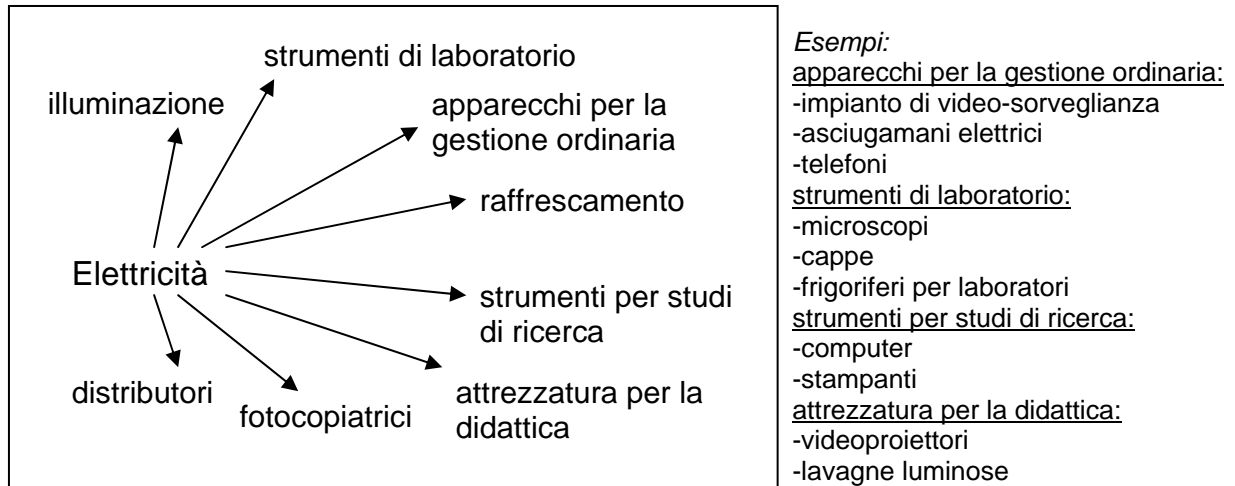 strumenti di laboratorio
illuminazione
apparecchi per la
gestione ordinaria
raffrescamento
Elettricità
strumenti per studi
di ricerca
distributori
fotocopiatrici
attrezzatura per la
didattica
Esempi:
apparecchi per la gestione ordinaria:
-impianto di video-sorveglianza
-asciugamani elettrici
-telefoni
strumenti di laboratorio:
-microscopi
-cappe
-frigoriferi per laboratori
strumenti per studi di ricerca:
-computer
-stampanti
attrezzatura per la didattica:
-videoproiettori
-lavagne luminose